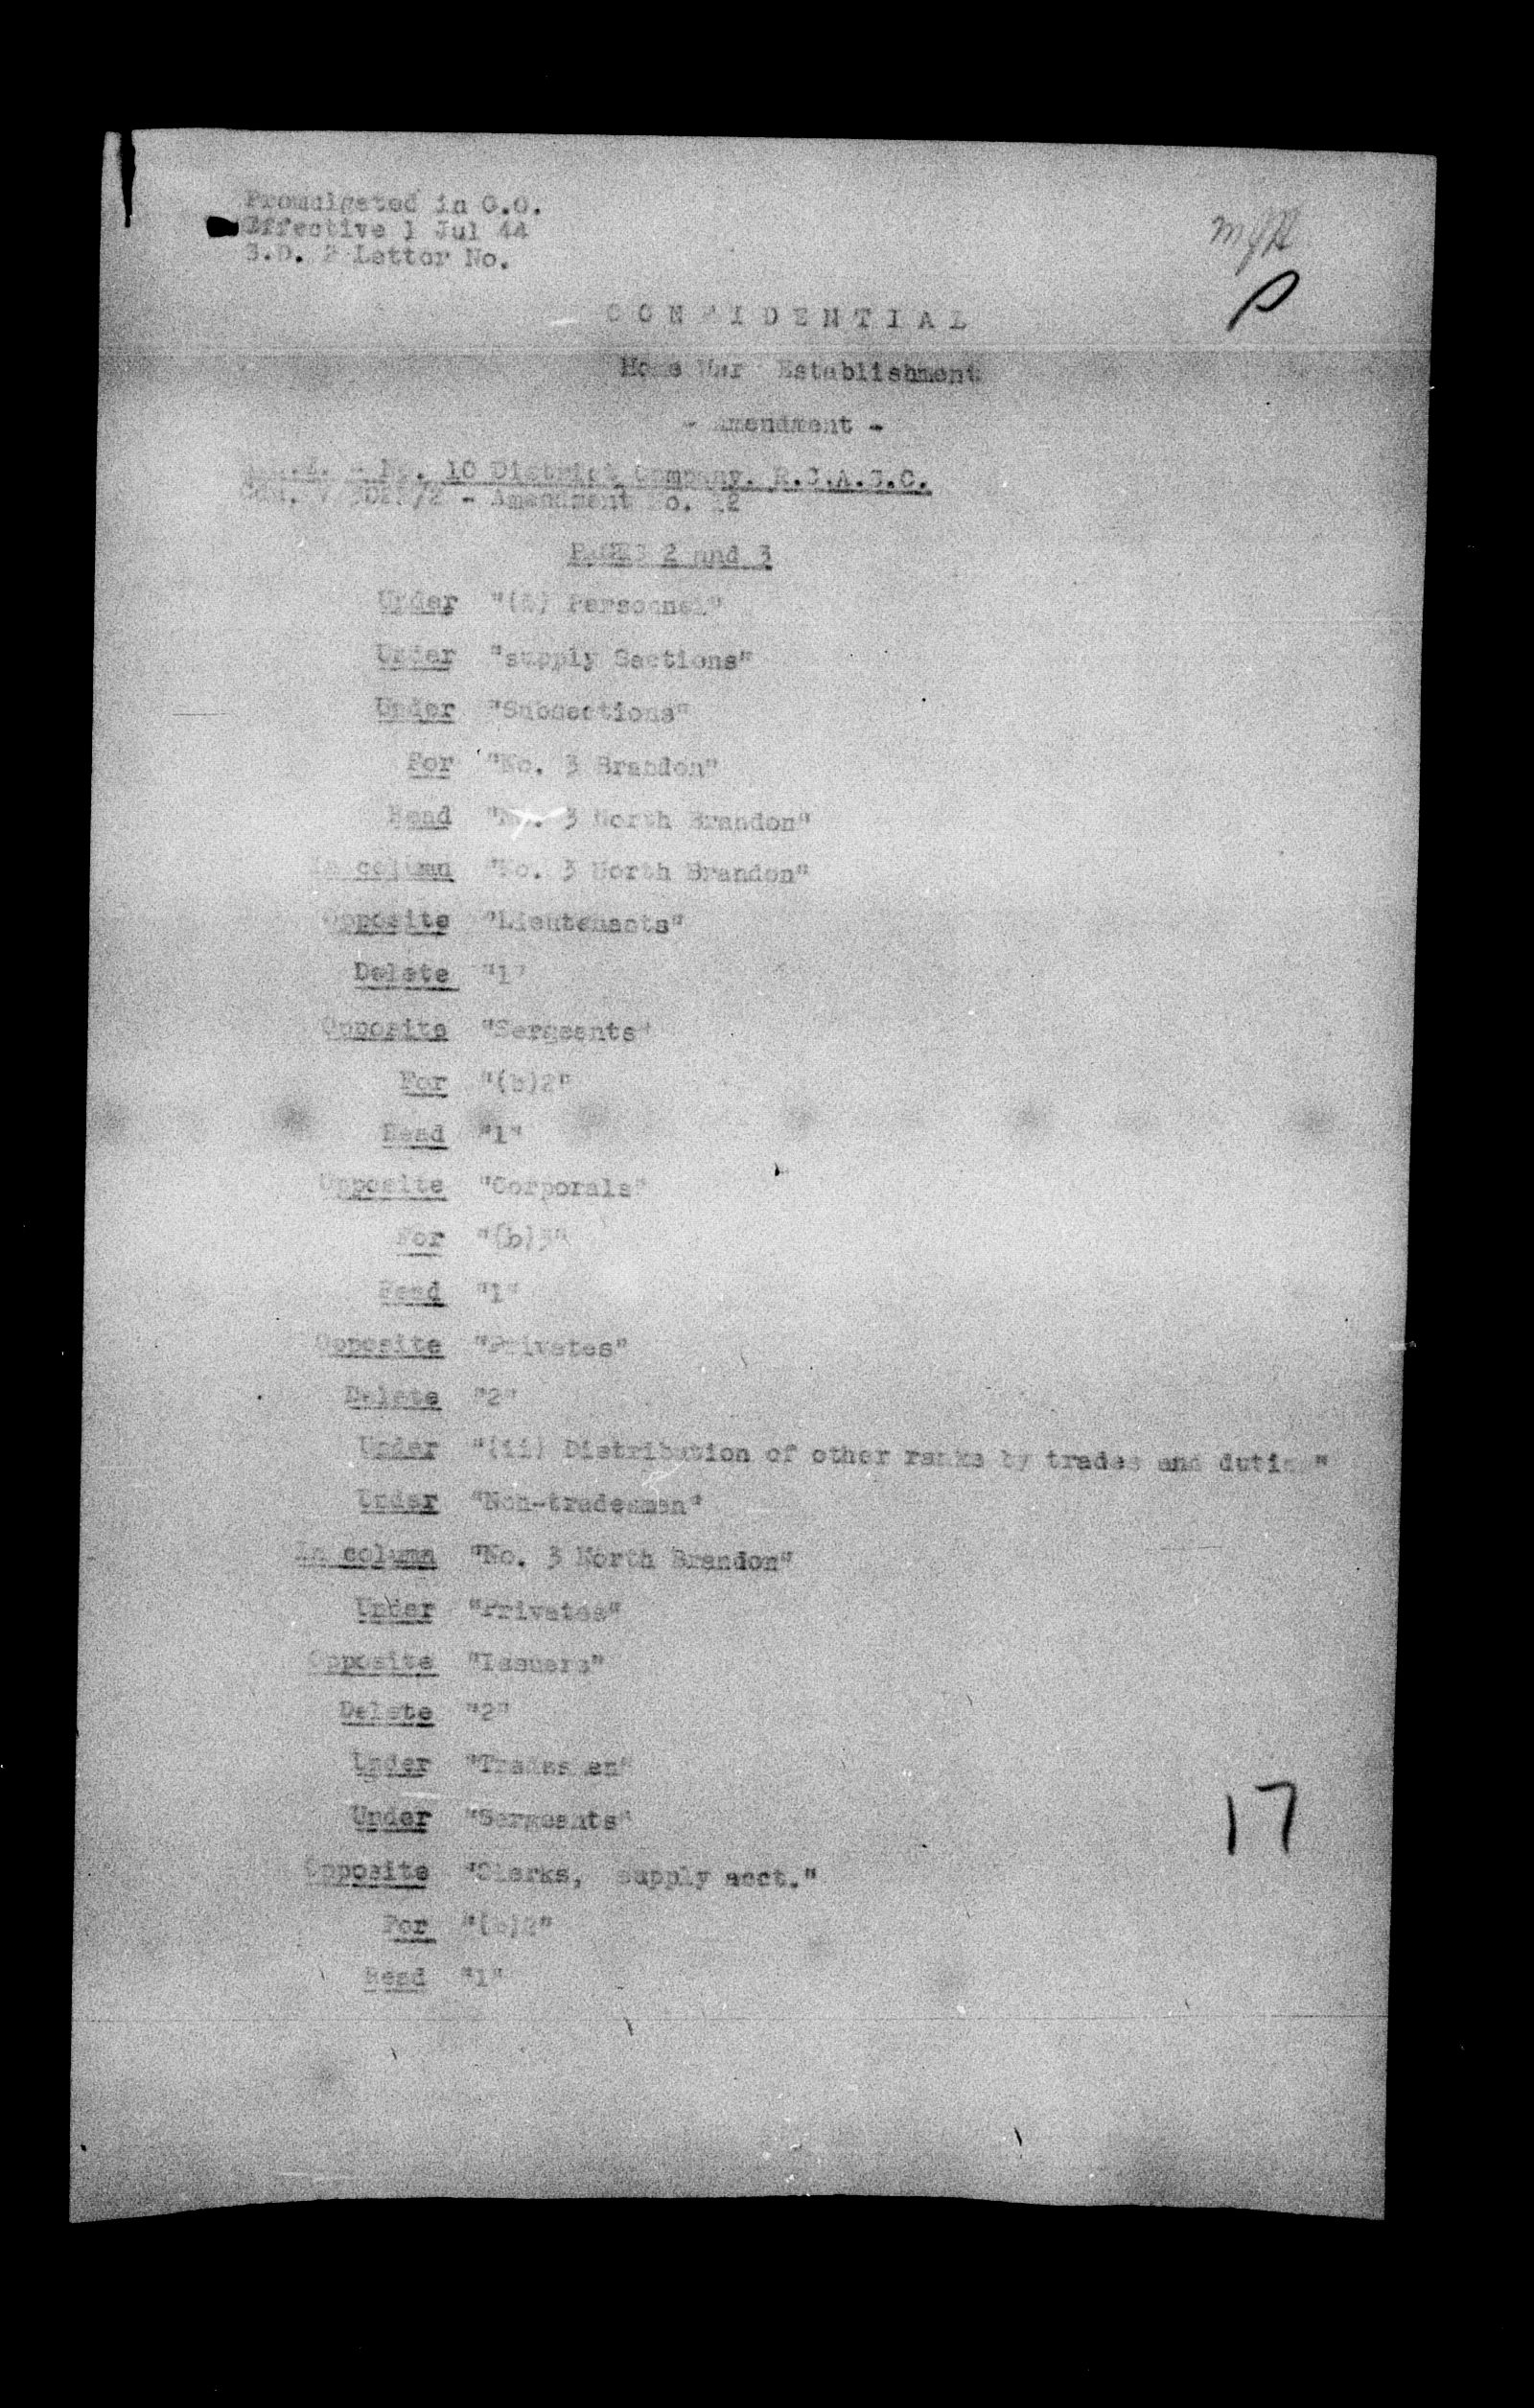 Promulgated in G.O.
Effective 1 Jul 44
S.D. 2 Letter No.
C O N F I D E N T I A L
Home War Establishment
- Amendment -
No. 10 District Company, R.C.A.S.C.
- Amendment No. 12
PAGES 2 and 3
Under "(i) Personnel"
Under "supply Sections"
Under "Subsections"
For "No. 3 Brandon"
Read "No. 3 North Brandon"
In column "No. 3 North Brandon"
Opposite "Lieutenants"
Delete "1"
Opposite "Sergeants"
For "(b)2"
Read "1"
Opposite "Corporals"
For "(b)3"
Read "1"
Opposite "Privates"
Delete "2"
Under "(ii) Distribution of other ranks by trades and duties"
Under "Non-tradesmen"
In column "No. 3 North Brandon"
Under "Privates"
Opposite "Issuers"
Delete "2"
Under "Tradesmen"
Under "Sergeants"
Opposite "Clerks, supply acct."
For "(b)2"
Read "1"
17